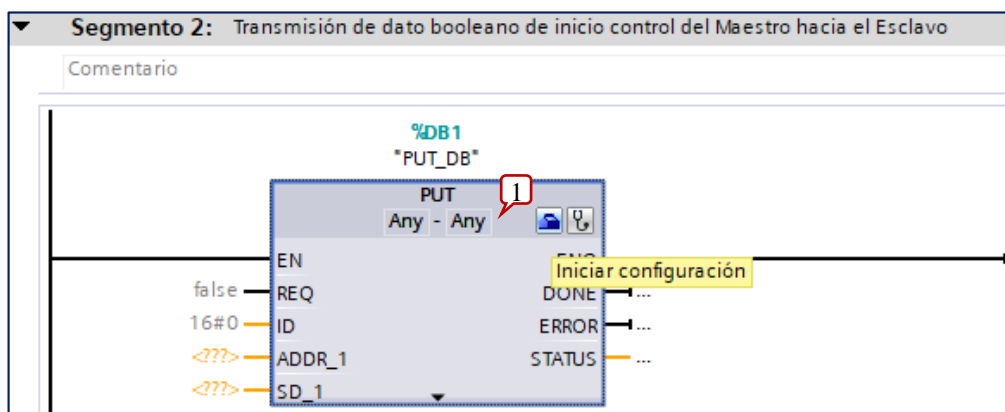 Segmento 2: Transmisión de dato booleano de inicio control del Maestro hacia el Esclavo
Comentario
%DB1
"PUT_DB"
PUT
1
Any - Any
EN
Iniciar configuración
false REQ DONE ...
16#0 ID ERROR ...
<???> ADDR_1 STATUS ...
<???> SD_1